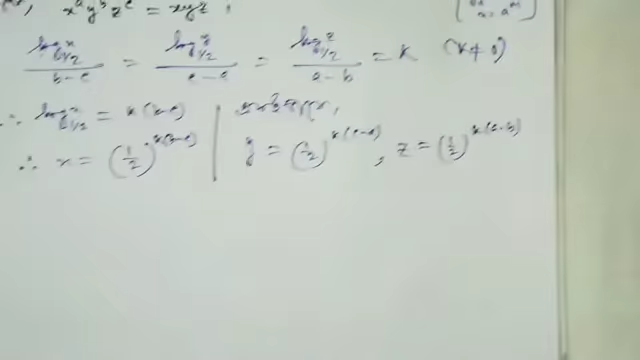 x^a y^b z^c = xyz
log_{1/2} x / (b-c) = log_{1/2} y / (c-a) = log_{1/2} z / (a-b) = k (k≠0)
∴ log_{1/2} x = k(b-c)
∴ x = (1/2)^{k(b-c)} | y = (1/2)^{k(c-a)}, z = (1/2)^{k(a-b)}